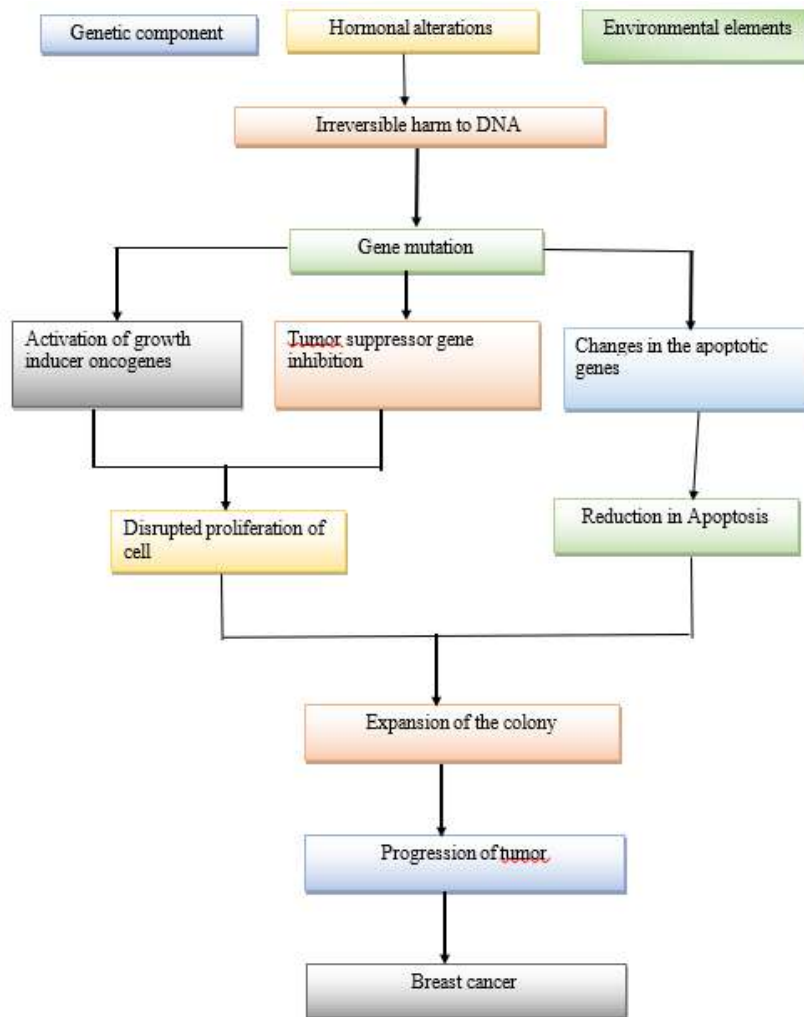 Genetic component
Hormonal alterations
Environmental elements
Irreversible harm to DNA
Gene mutation
Activation of growth
inducer oncogenes
Tumor suppressor gene
inhibition
Changes in the apoptotic
genes
Disrupted proliferation of
cell
Reduction in Apoptosis
Expansion of the colony
Progression of tumor
Breast cancer